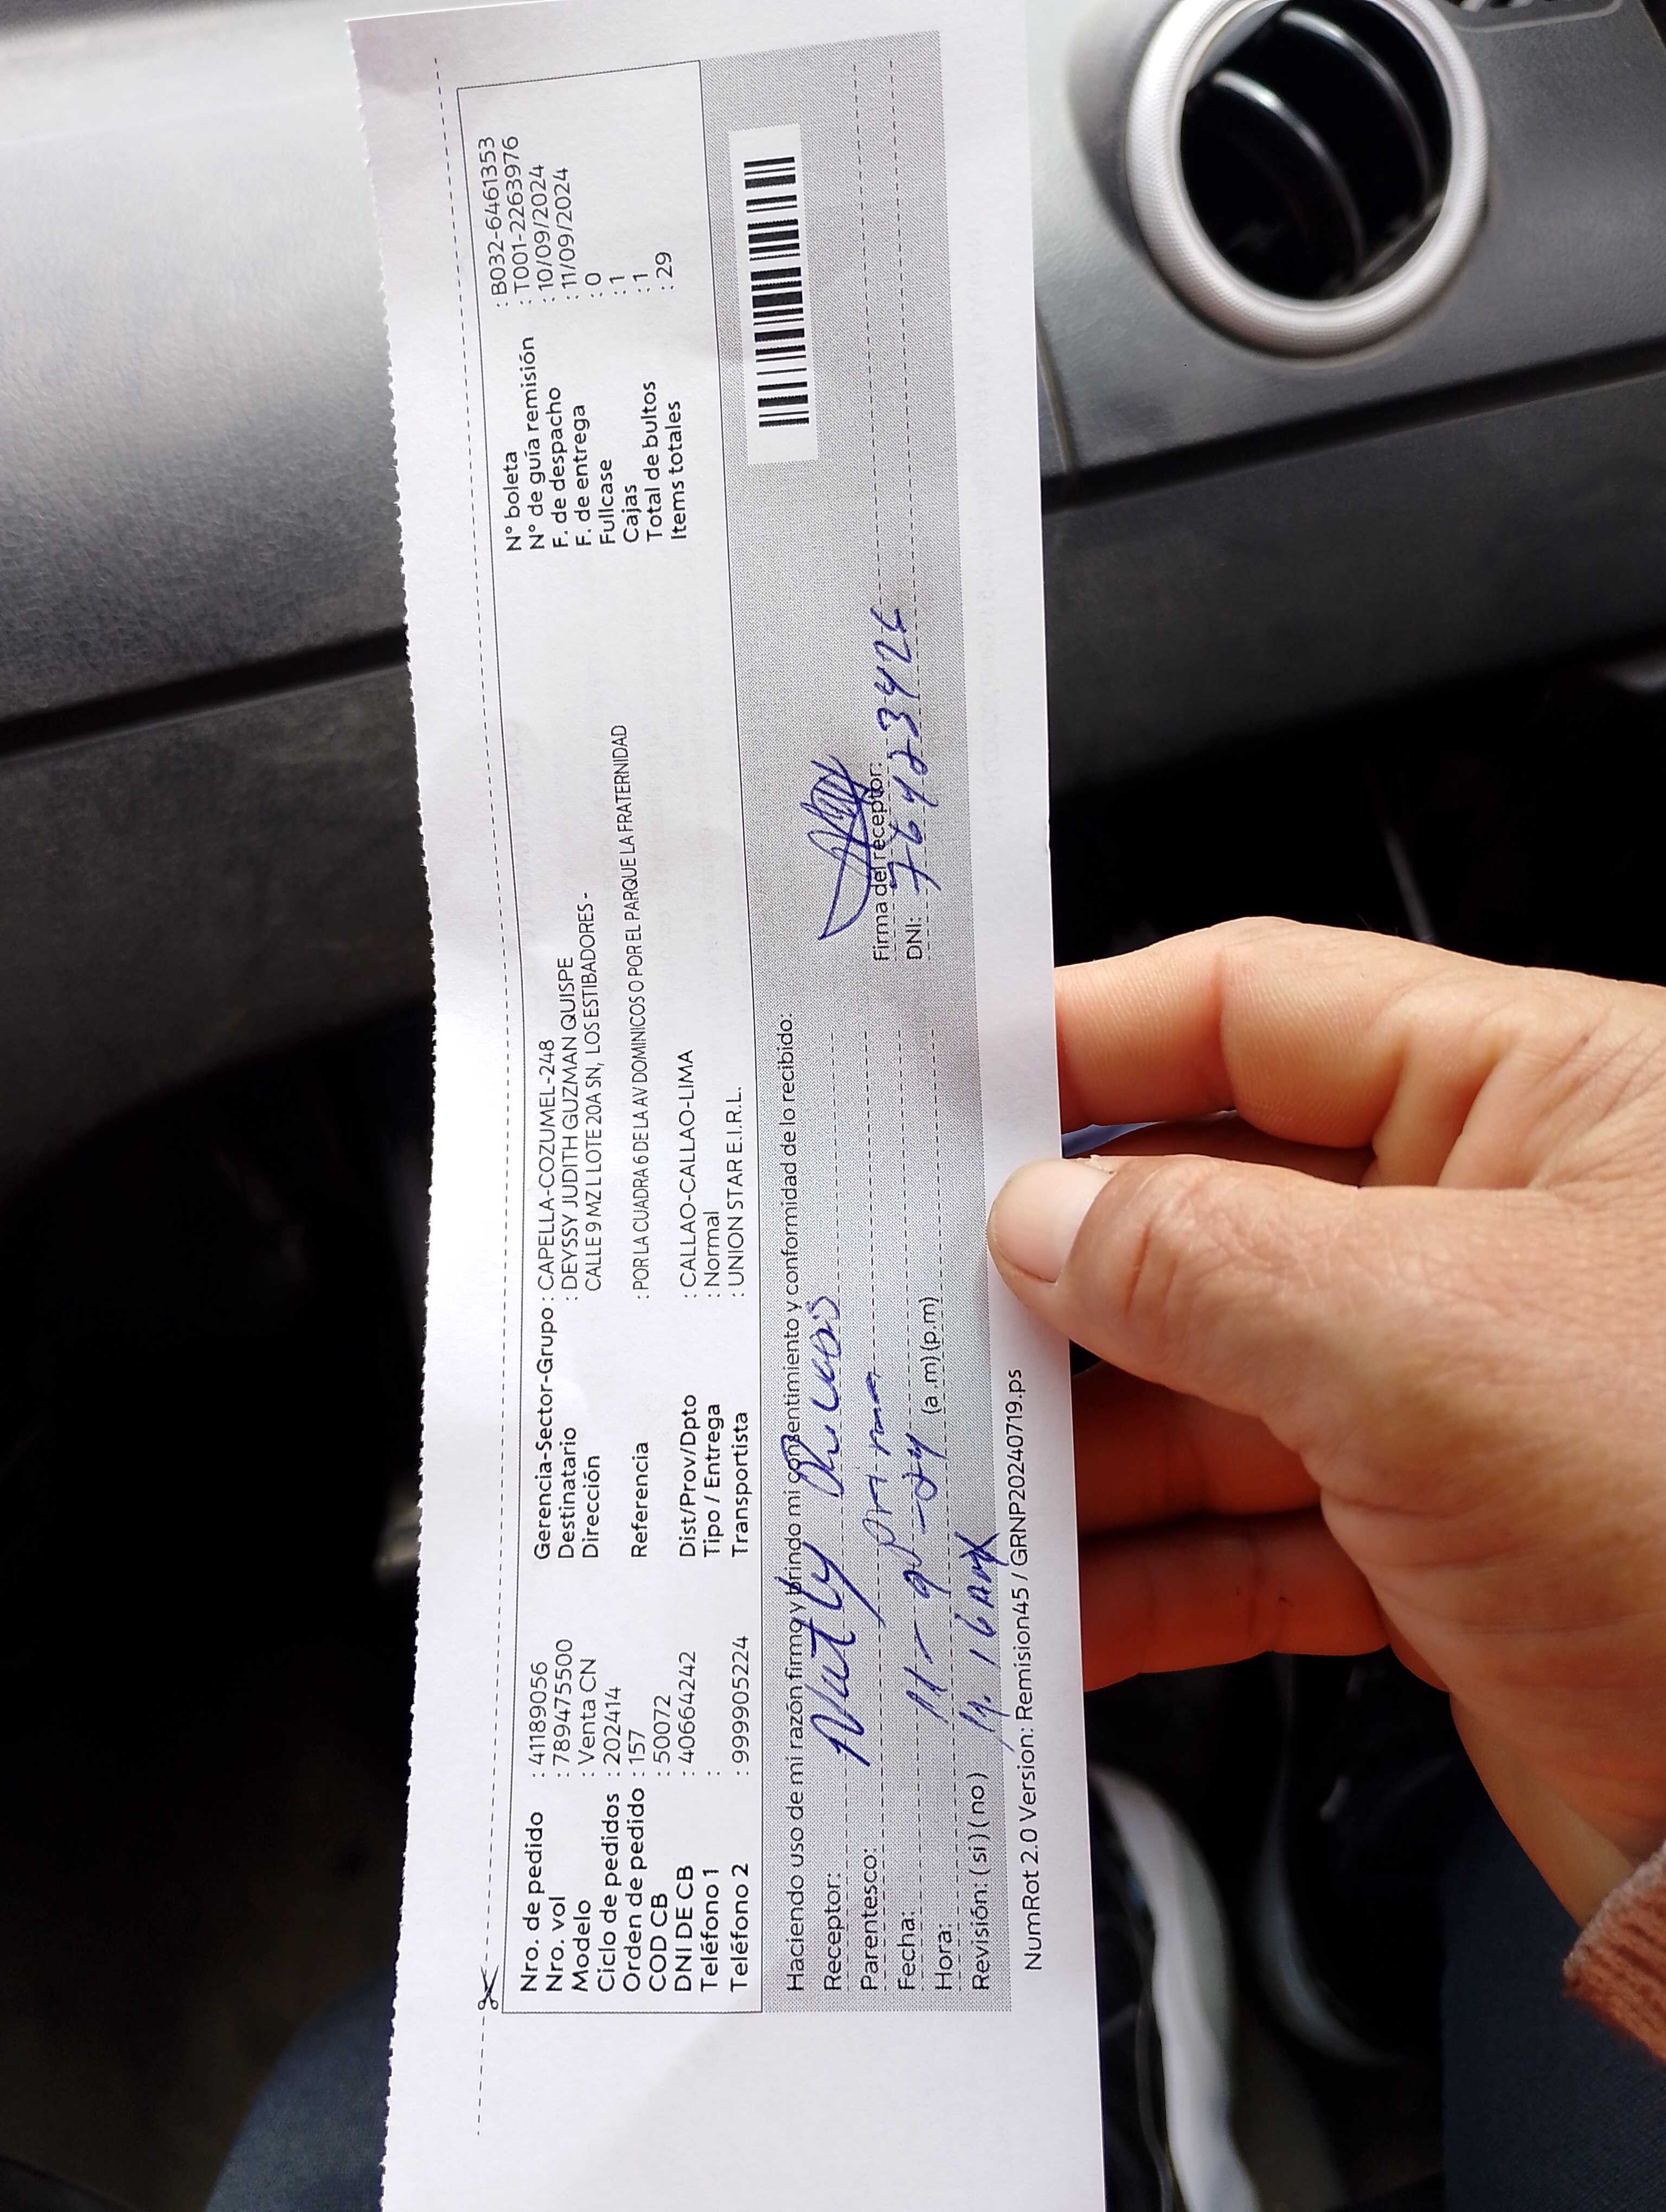 Nro. de pedido : 41189056
Nro. vol : 789475500
Modelo : Venta CN
Ciclo de pedidos : 202414
Orden de pedido : 157
COD CB : 50072
DNI DE CB : 40664242
Teléfono 1 :
Teléfono 2 : 999905224
Gerencia-Sector-Grupo : CAPELLA-COZUMEL-248
Destinatario : DEYSSY JUDITH GUZMAN QUISPE
Dirección CALLE 9 MZ L LOTE 20A SN, LOS ESTIBADORES -
Referencia : POR LA CUADRA 6 DE LA AV DOMINICOS O POR EL PARQUE LA FRATERNIDAD
Dist/Prov/Dpto : CALLAO-CALLAO-LIMA
Tipo / Entrega : Normal
Transportista : UNION STAR E.I.R.L.
N° boleta : B032-6461353
N° de guía remisión : T001-2263976
F. de despacho : 10/09/2024
F. de entrega : 11/09/2024
Fullcase : 0
Cajas : 1
Total de bultos : 1
Items totales : 29
Haciendo uso de mi razón firmo y brindo mi consentimiento y conformidad de lo recibido:
Receptor:
Parentesco: prima
Fecha: 11-9-24
Hora: (a.m) (p.m)
Revisión: (si) (no)
Firma del receptor:
DNI: 76423426
NumRot 2.0 Versión: Remision45 / GRNP20240719.ps